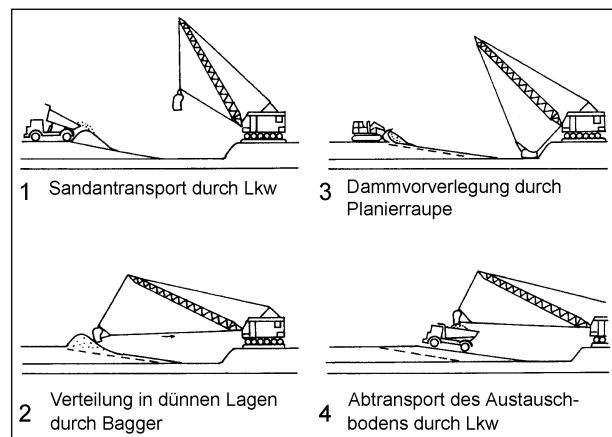 1 Sandantransport durch Lkw
2 Verteilung in dünnen Lagen
durch Bagger
3 Dammvorverlegung durch
Planierraupe
4 Abtransport des Austausch-
bodens durch Lkw